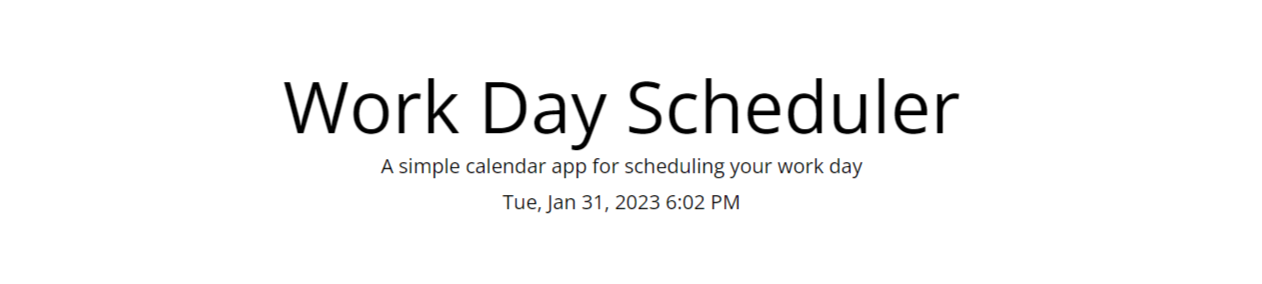 Work Day Scheduler
A simple calendar app for scheduling your work day
Tue, Jan 31, 2023 6:02 PM